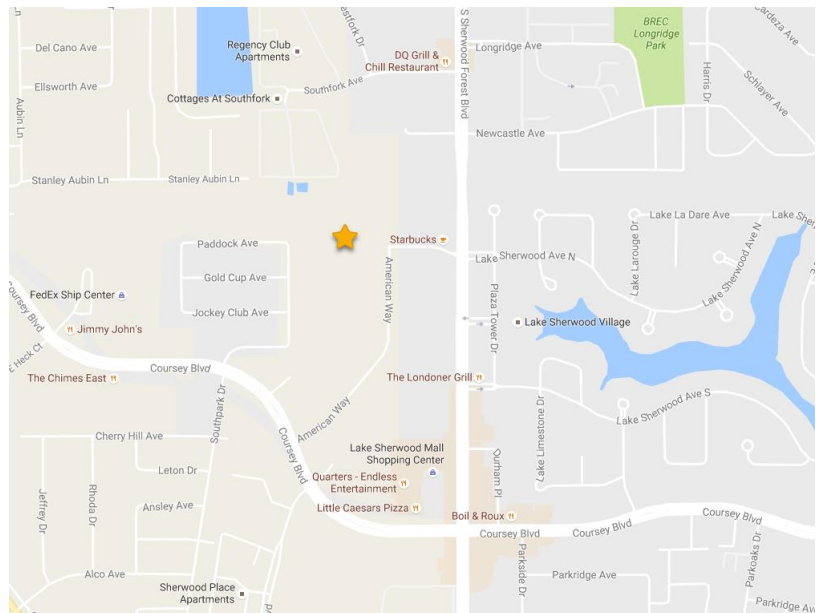 BREC
Longridge
Park
Cardeza Ave
S Sherwood Forest Blvd
Del Cano Ave
Regency Club
Apartments
DQ Grill &
Chill Restaurant
Longridge Ave
Harris Dr
Schlayer Ave
Ellsworth Ave
Aubin Ln
Cottages At Southfork
Southfork Ave
Newcastle Ave
Stanley Aubin Ln
Stanley Aubin Ln
Lake La Dare Ave
Lake Sher
Paddock Ave
Starbucks
Lake Sherwood Ave N
Lake Larouge Dr
Lake Sherwood Ave N
Gold Cup Ave
American Way
Plaza Tower Dr
FedEx Ship Center
Coursey Blvd
Jockey Club Ave
Jimmy John's
Lake Sherwood Village
E Heck Ct
The Chimes East
Coursey Blvd
The Londoner Grill
Southpark Dr
American Way
Lake Sherwood Ave S
Lake Limestone Dr
Cherry Hill Ave
Coursey Blvd
Lake Sherwood Mall
Shopping Center
Leton Dr
Quarters - Endless
Entertainment
Durham Pl
Jeffrey Dr
Rhoda Dr
Ansley Ave
Little Caesars Pizza
Boil & Roux
Coursey Blvd
Coursey Blvd
Parkside Dr
Parkoaks Dr
Alco Ave
Sherwood Place
Apartments
Parkridge Ave
Parkridge Av